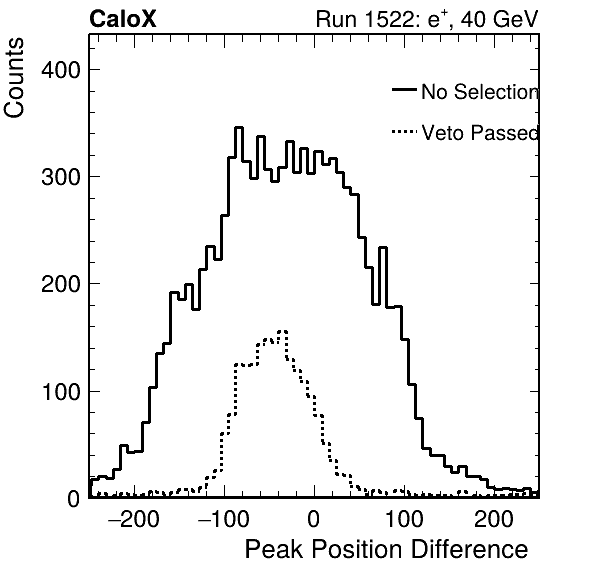 CaloX
Run 1522: e⁺, 40 GeV
Counts
400
300
200
100
0
No Selection
Veto Passed
−200
−100
0
100
200
Peak Position Difference